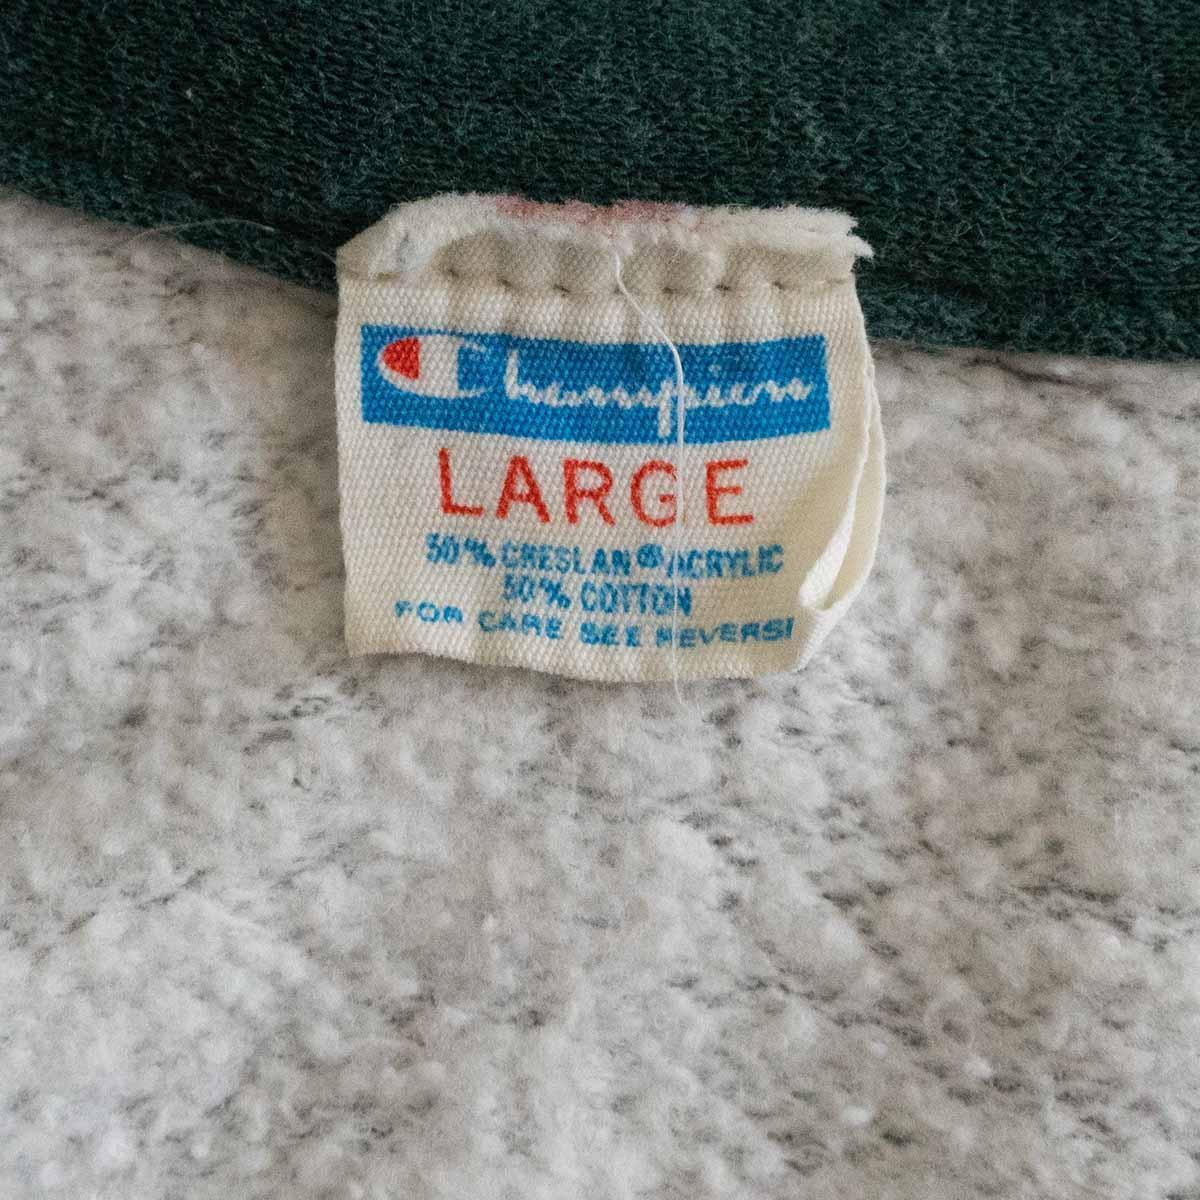 Champion
LARGE
50% CRESLAN® ACRYLIC
50% COTTON
FOR CARE SEE REVERSE